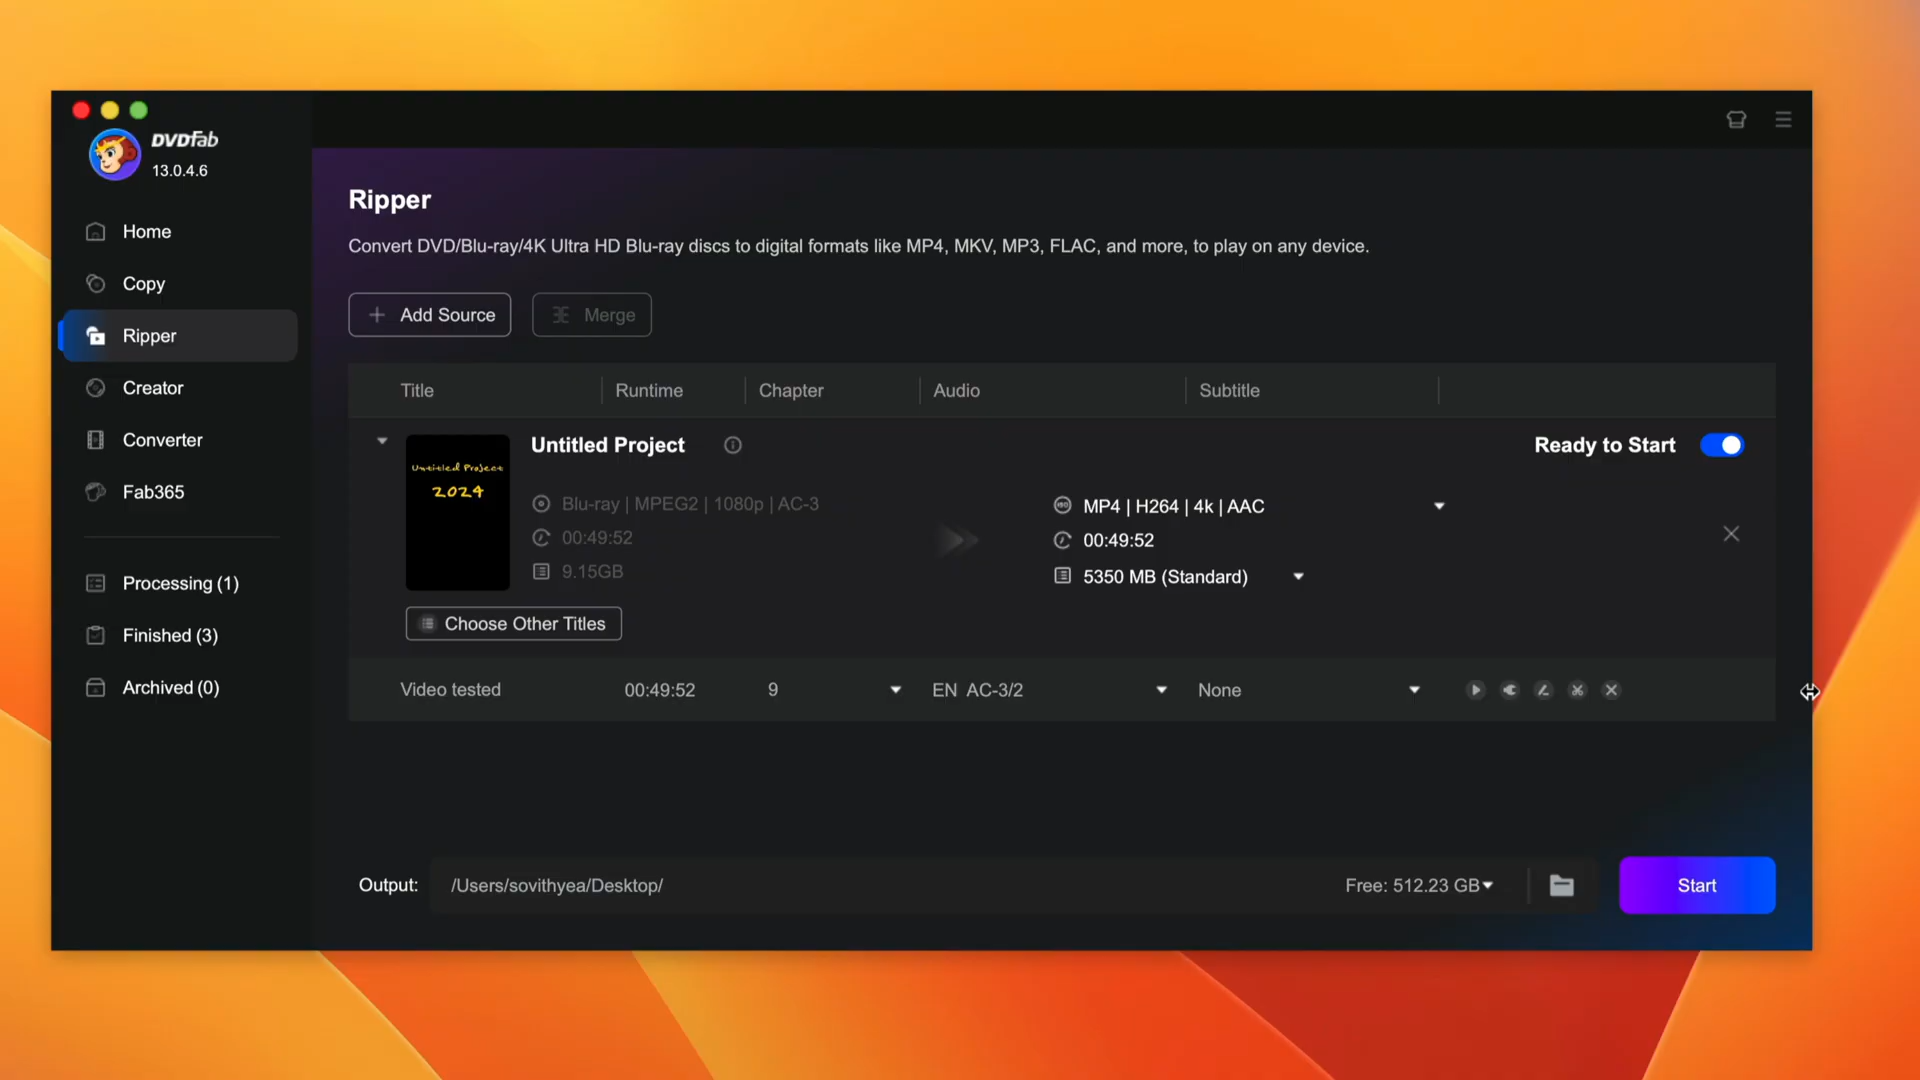 DVDFab
13.0.4.6
Home
Copy
Ripper
Creator
Converter
Fab365
Processing (1)
Finished (3)
Archived (0)
Ripper
Convert DVD/Blu-ray/4K Ultra HD Blu-ray discs to digital formats like MP4, MKV, MP3, FLAC, and more, to play on any device.
Add Source
Merge
Title
Runtime
Chapter
Audio
Subtitle
Untitled Project
2024
Untitled Project
Ready to Start
Blu-ray | MPEG2 | 1080p | AC-3
00:49:52
9.15GB
MP4 | H264 | 4k | AAC
00:49:52
5350 MB (Standard)
Choose Other Titles
Video tested
00:49:52
9
EN AC-3/2
None
Output:
/Users/sovithyea/Desktop/
Free: 512.23 GB
Start